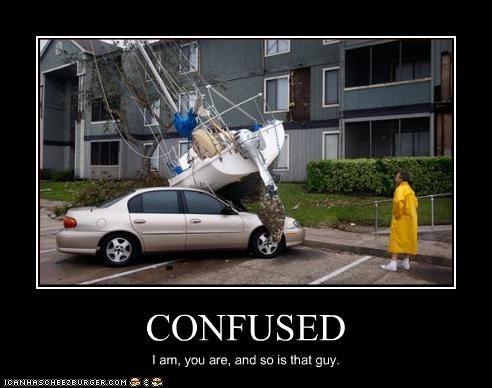 CONFUSED
I am, you are, and so is that guy.
ICANHASCHEEZBURGER.COM